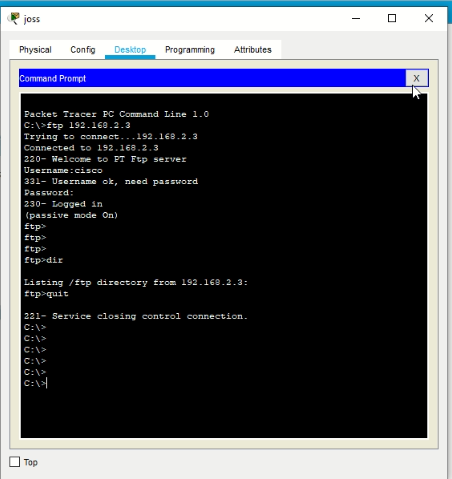 joss
Physical Config Desktop Programming Attributes
Command Prompt X
Packet Tracer PC Command Line 1.0
C:\>ftp 192.168.2.3
Trying to connect...192.168.2.3
Connected to 192.168.2.3
220- Welcome to PT Ftp server
Username:cisco
331- Username ok, need password
Password:
230- Logged in
(passive mode On)
ftp>
ftp>
ftp>
ftp>dir
Listing /ftp directory from 192.168.2.3:
ftp>quit
221- Service closing control connection.
C:\>
C:\>
C:\>
C:\>
C:\>
C:\>
Top